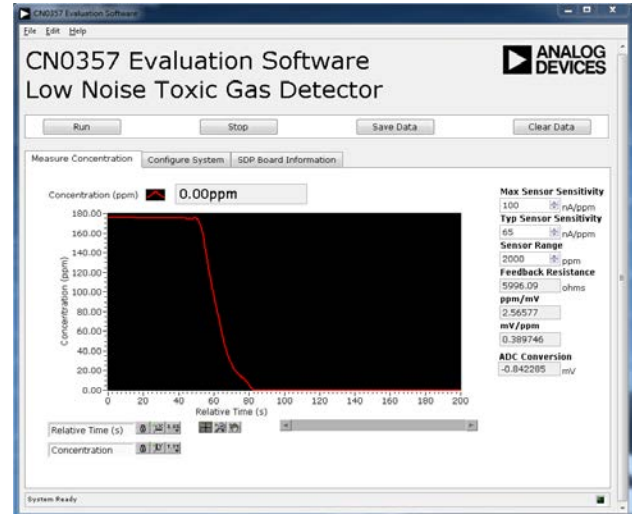 CN0357 Evaluation Software
File Edit Help
CN0357 Evaluation Software
Low Noise Toxic Gas Detector
ANALOG
DEVICES
Run Stop Save Data Clear Data
Measure Concentration Configure System SDP Board Information
Concentration (ppm) 0.00ppm
Concentration (ppm)
180.00
160.00
140.00
120.00
100.00
80.00
60.00
40.00
20.00
0.00
0 20 40 60 80 100 120 140 160 180 200
Relative Time (s)
Relative Time (s)
Concentration
Max Sensor Sensitivity
100 nA/ppm
Typ Sensor Sensitivity
65 nA/ppm
Sensor Range
2000 ppm
Feedback Resistance
5996.09 ohms
ppm/mV
2.56577
mV/ppm
0.389746
ADC Conversion
-0.842285 mV
System Ready